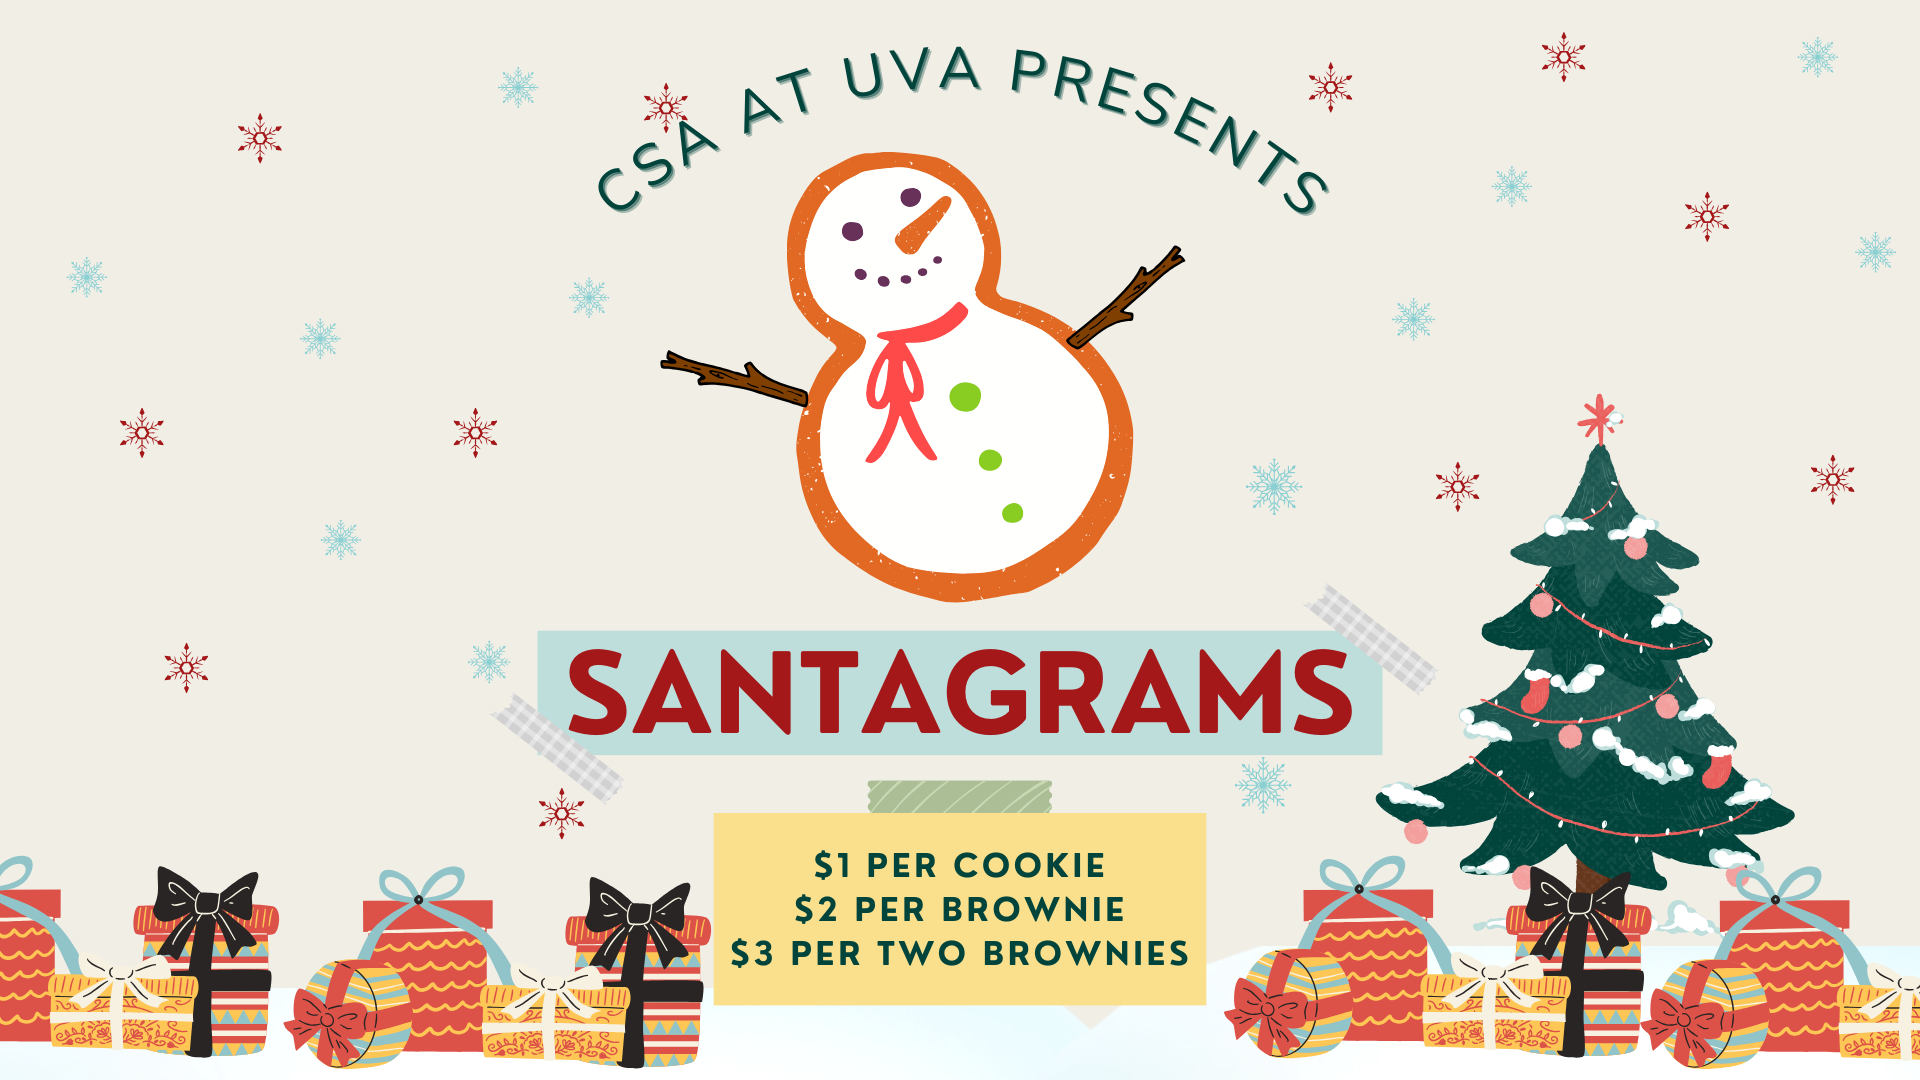 CSA AT UVA PRESENTS
SANTAGRAMS
$1 PER COOKIE
$2 PER BROWNIE
$3 PER TWO BROWNIES